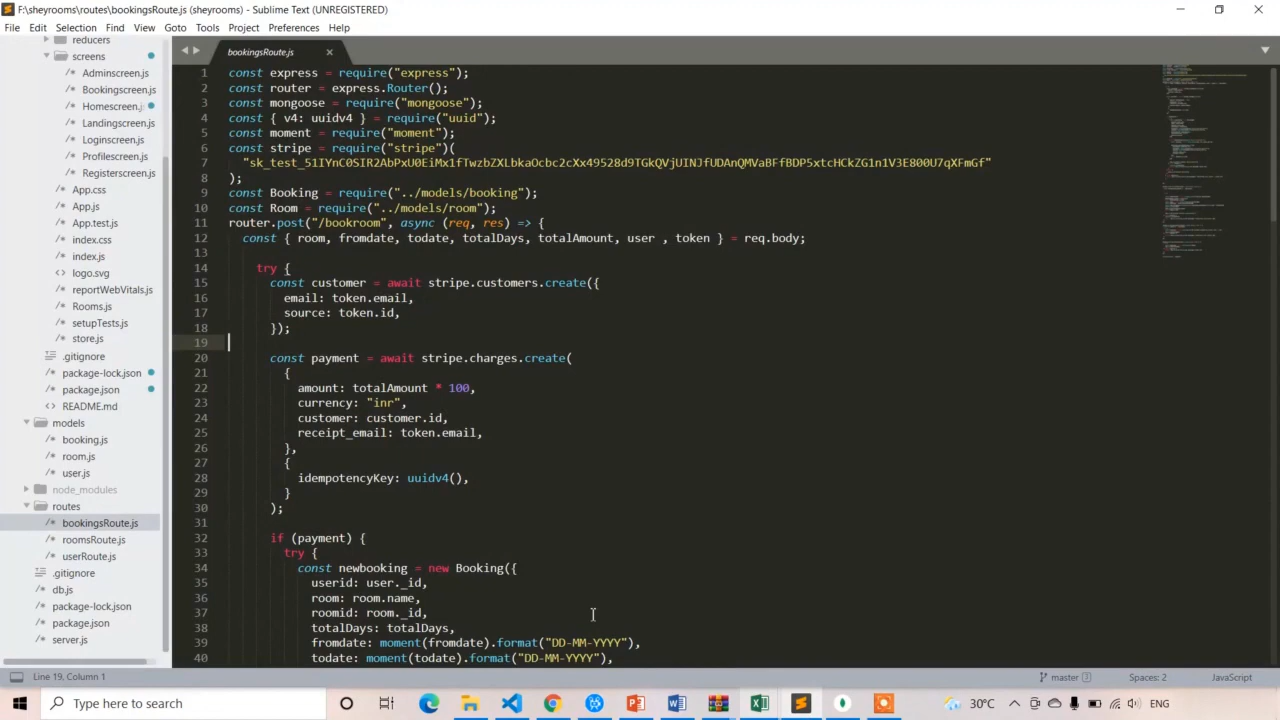 F:\sheyrooms\routes\bookingsRoute.js (sheyrooms) - Sublime Text (UNREGISTERED)
File Edit Selection Find View Goto Tools Project Preferences Help
reducers
screens
Adminscreen.js
Bookingscreen.js
Homescreen.js
Landingscreen.js
Loginscreen.js
Profilescreen.js
Registerscreen.js
App.css
App.js
App.test.js
index.css
index.js
logo.svg
reportWebVitals.js
Rooms.js
setupTests.js
store.js
.gitignore
package-lock.json
package.json
README.md
models
booking.js
room.js
user.js
node_modules
routes
bookingsRoute.js
roomsRoute.js
userRoute.js
.gitignore
db.js
package-lock.json
package.json
server.js
bookingsRoute.js
1 const express = require("express");
2 const router = express.Router();
3 const mongoose = require("mongoose");
4 const { v4: uuidv4 } = require("uuid");
5 const moment = require("moment");
6 const stripe = require("stripe")(
7 "sk_test_51IYnC0SIR2AbPxU0EiMx1fTwzbZXLbkaOcbc2cXx49528d9TGkQVjUINJfUDAnQMVaBFfBDP5xtcHCkZG1n1V3E800U7qXFmGf"
8 );
9 const Booking = require("../models/booking");
10 const Room = require("../models/room");
11 router.post("/bookroom", async (req, res) => {
12 const { room, fromdate, todate, totalDays, totalAmount, user , token } = req.body;
13
14 try {
15 const customer = await stripe.customers.create({
16 email: token.email,
17 source: token.id,
18 });
19
20 const payment = await stripe.charges.create(
21 {
22 amount: totalAmount * 100,
23 currency: "inr",
24 customer: customer.id,
25 receipt_email: token.email,
26 },
27 {
28 idempotencyKey: uuidv4(),
29 }
30 );
31
32 if (payment) {
33 try {
34 const newbooking = new Booking({
35 userid: user._id,
36 room: room.name,
37 roomid: room._id,
38 totalDays: totalDays,
39 fromdate: moment(fromdate).format("DD-MM-YYYY"),
40 todate: moment(todate).format("DD-MM-YYYY"),
Line 19, Column 1
master 3
Spaces: 2
JavaScript
Type here to search
30°C
ENG